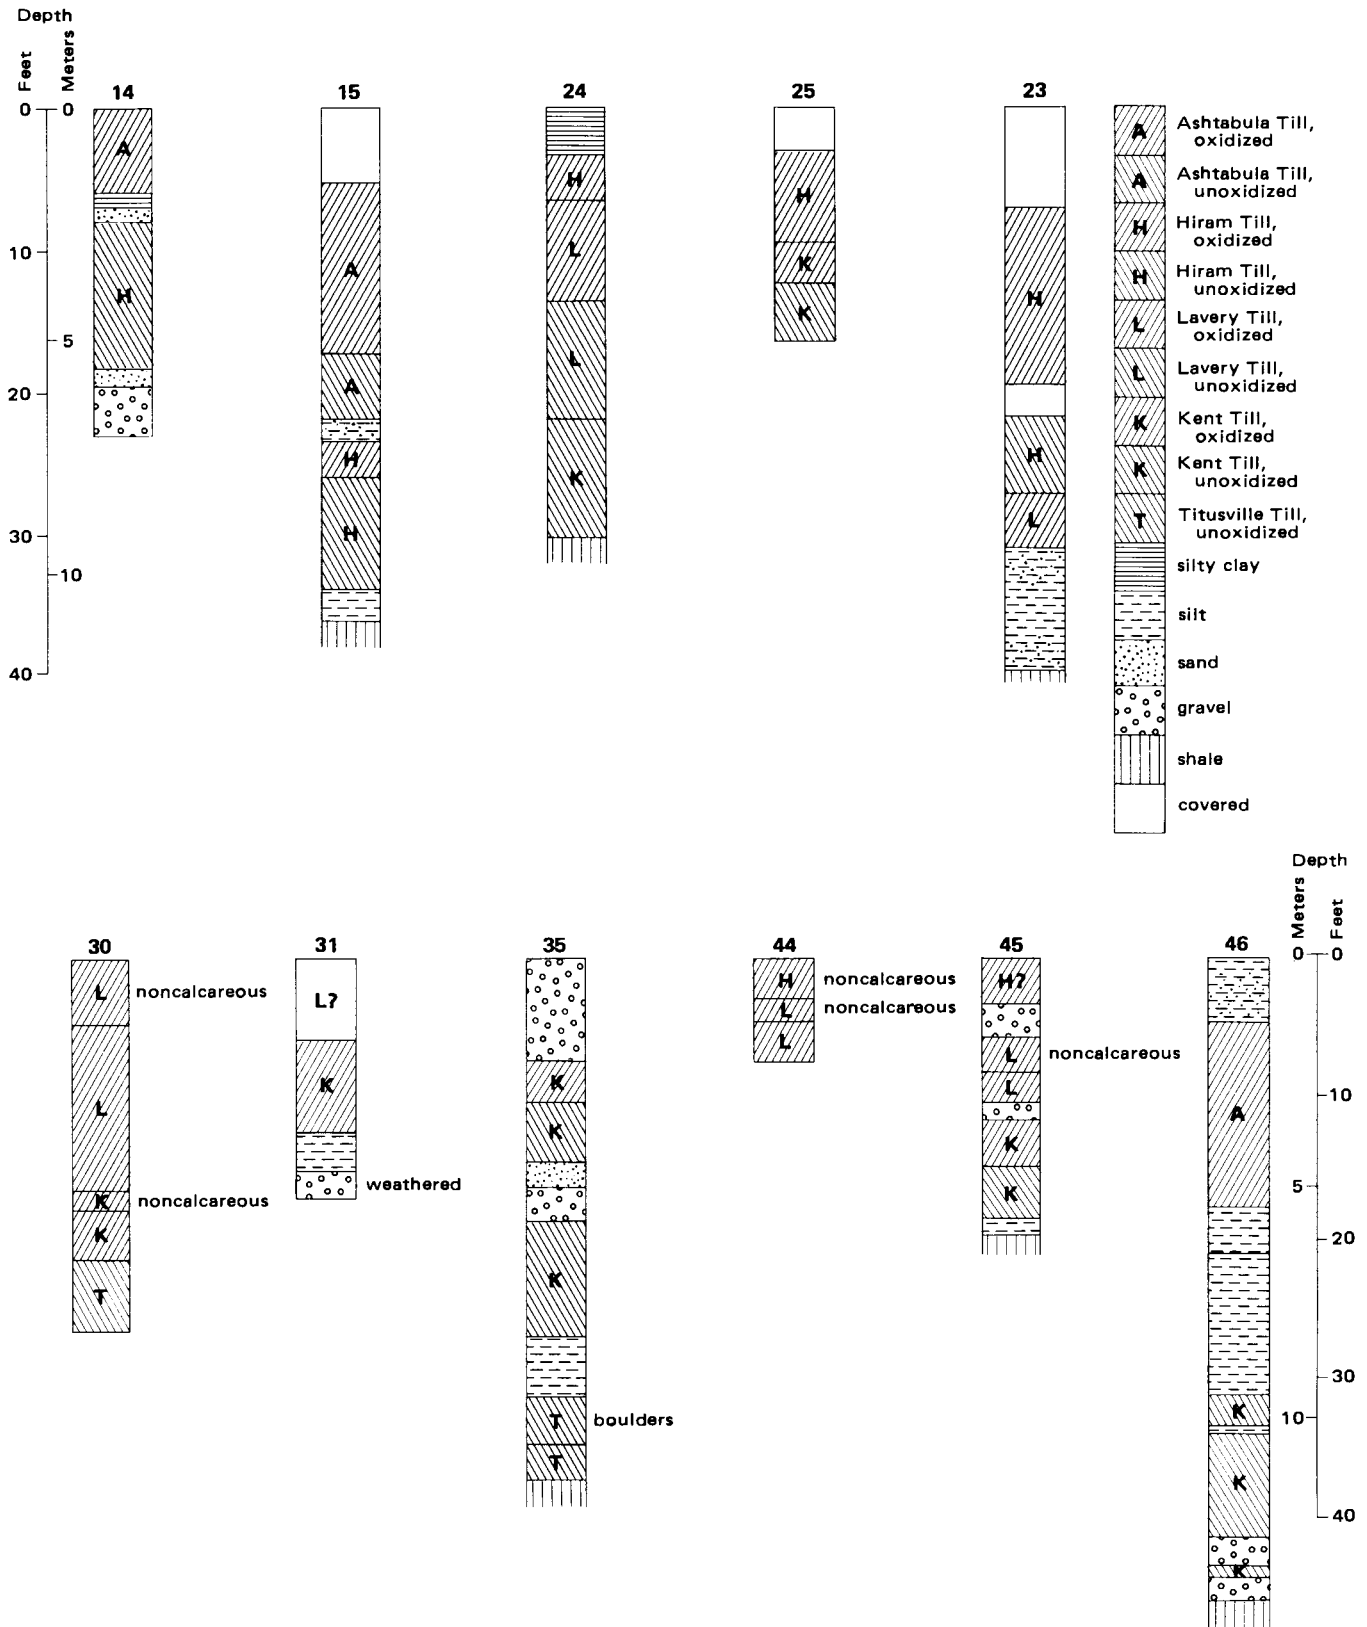 Depth
Feet
Meters
14
15
24
25
23
0
0
10
5
20
30
10
40
A
H
A
A
H
H
H
L
L
K
H
K
K
H
H
L
A
Ashtabula Till,
oxidized
A
Ashtabula Till,
unoxidized
H
Hiram Till,
oxidized
H
Hiram Till,
unoxidized
L
Lavery Till,
oxidized
L
Lavery Till,
unoxidized
K
Kent Till,
oxidized
K
Kent Till,
unoxidized
T
Titusville Till,
unoxidized
silty clay
silt
sand
gravel
shale
covered
Depth
Meters
Feet
30
31
35
44
45
46
0
0
10
5
20
30
10
40
L noncalcareous
L
K noncalcareous
K
T
L?
K
weathered
K
K
K
T boulders
T
H noncalcareous
L noncalcareous
L
H?
L noncalcareous
L
K
K
A
K
K
K